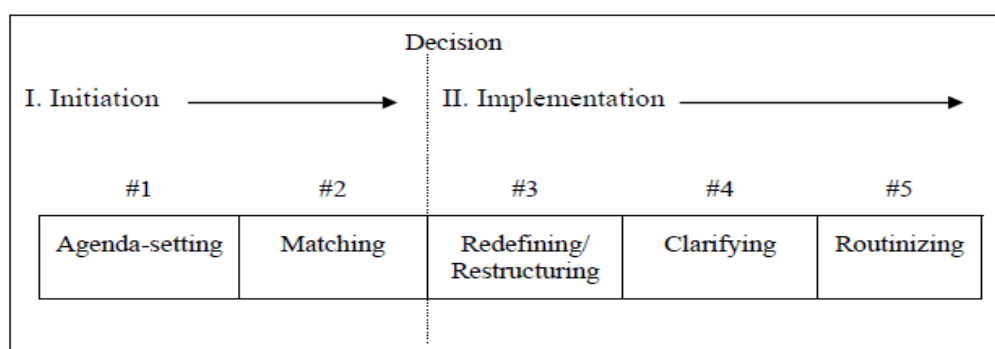 Decision
I. Initiation
II. Implementation
#1
#2
#3
#4
#5
Agenda-setting
Matching
Redefining/
Restructuring
Clarifying
Routinizing